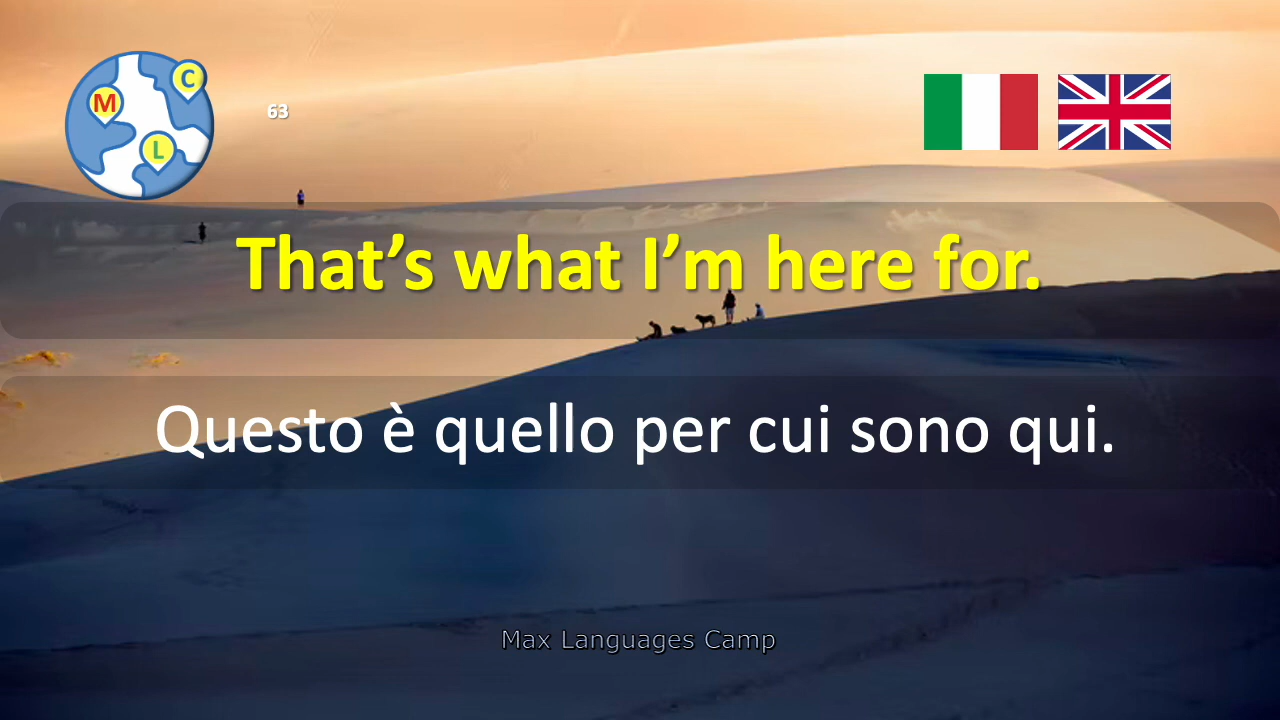 M
C
L
63
That’s what I’m here for.
Questo è quello per cui sono qui.
Max Languages Camp